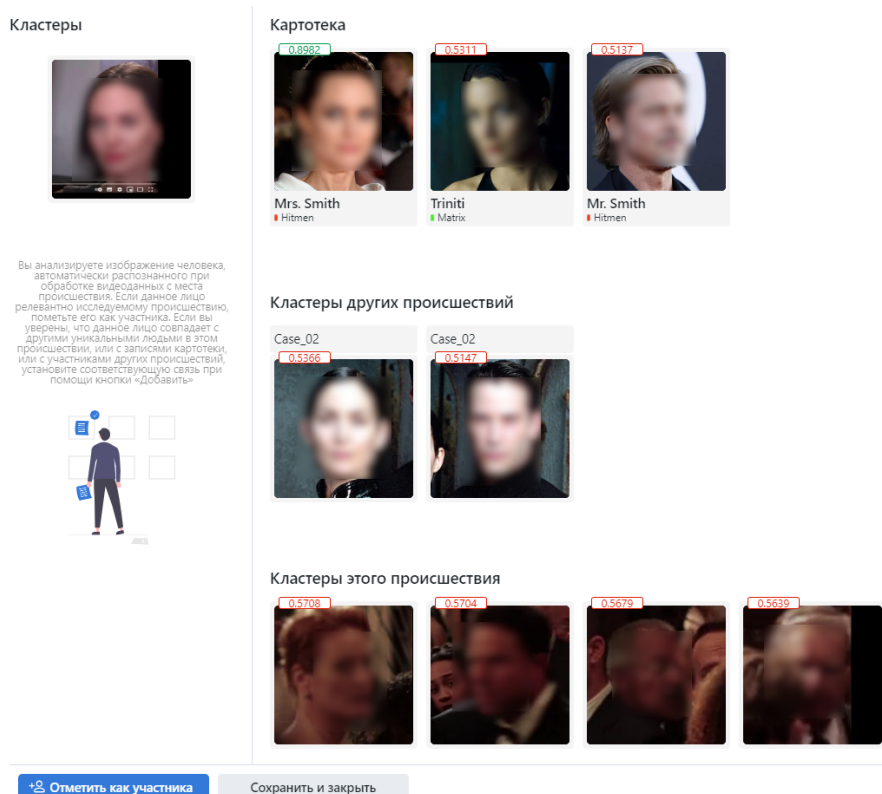 Кластеры
Вы анализируете изображение человека,
автоматически распознанного при
обработке видеоданных с места
происшествия. Если данное лицо
релевантно исследуемому происшествию,
пометьте его как участника. Если вы
уверены, что данное лицо совпадает с
другими уникальными людьми в этом
происшествии, или с записями картотеки,
или с участниками других происшествий,
установите соответствующую связь при
помощи кнопки «Добавить»
Картотека
0.8982 0.5311 0.5137
Mrs. Smith Triniti Mr. Smith
Hitmen Matrix Hitmen
Кластеры других происшествий
Case_02 Case_02
0.5366 0.5147
Кластеры этого происшествия
0.5708 0.5704 0.5679 0.5639
Отметить как участника Сохранить и закрыть